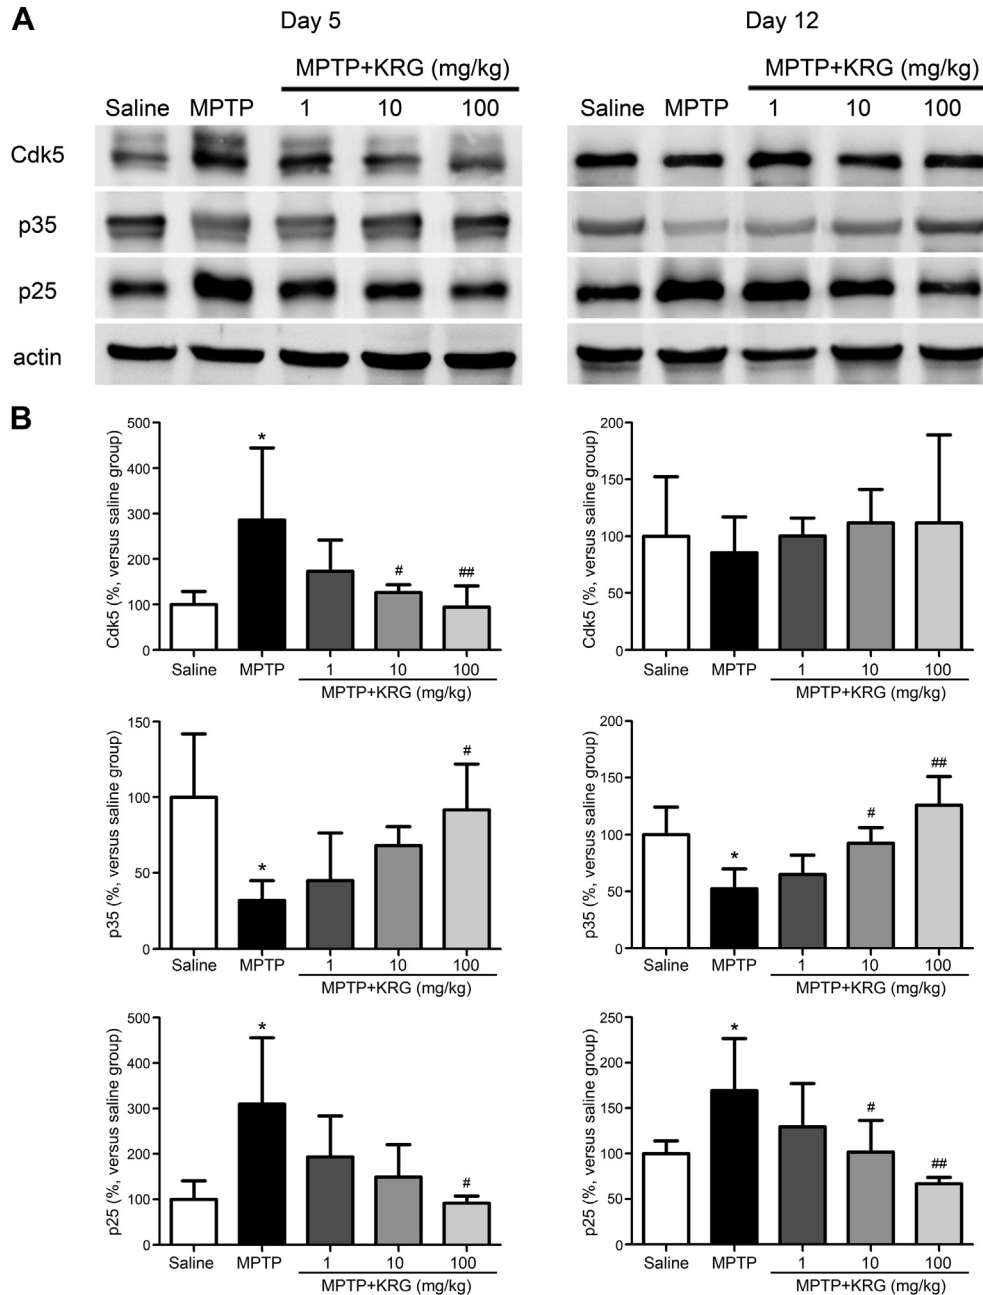 A
Day 5
Day 12
MPTP+KRG (mg/kg)
MPTP+KRG (mg/kg)
Saline MPTP 1 10 100
Saline MPTP 1 10 100
Cdk5
p35
p25
actin
B
Cdk5 (%, versus saline group)
500
400
300
200
100
0
*
#
##
Saline MPTP 1 10 100
MPTP+KRG (mg/kg)
Cdk5 (%, versus saline group)
200
150
100
50
0
Saline MPTP 1 10 100
MPTP+KRG (mg/kg)
p35 (%, versus saline group)
150
100
50
0
*
#
Saline MPTP 1 10 100
MPTP+KRG (mg/kg)
p35 (%, versus saline group)
200
150
100
50
0
*
#
##
Saline MPTP 1 10 100
MPTP+KRG (mg/kg)
p25 (%, versus saline group)
500
400
300
200
100
0
*
#
Saline MPTP 1 10 100
MPTP+KRG (mg/kg)
p25 (%, versus saline group)
250
200
150
100
50
0
*
#
##
Saline MPTP 1 10 100
MPTP+KRG (mg/kg)